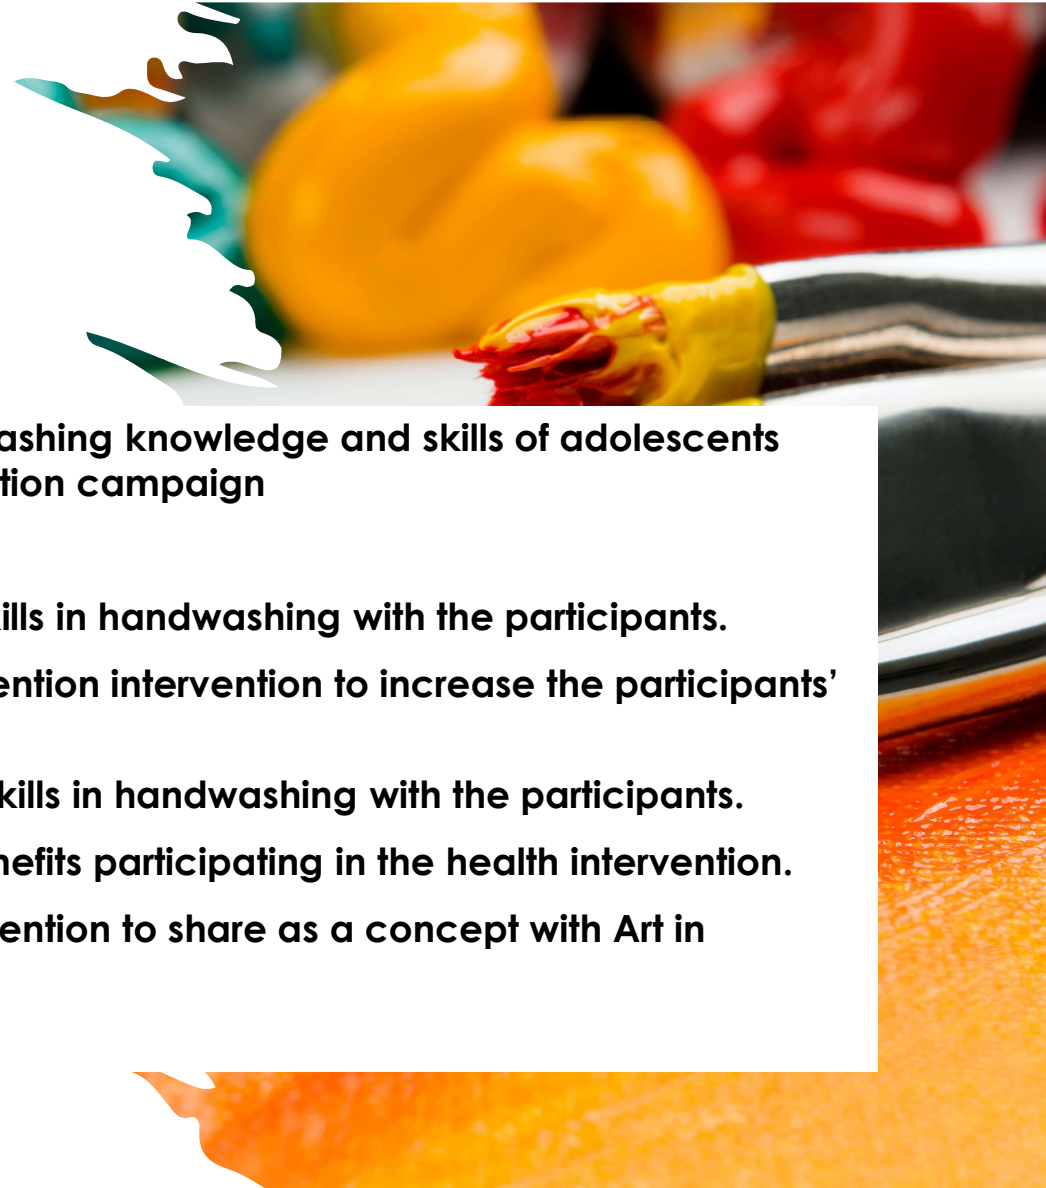 ashing knowledge and skills of adolescents
tion campaign
ills in handwashing with the participants.
ention intervention to increase the participants’
kills in handwashing with the participants.
nefits participating in the health intervention.
ention to share as a concept with Art in